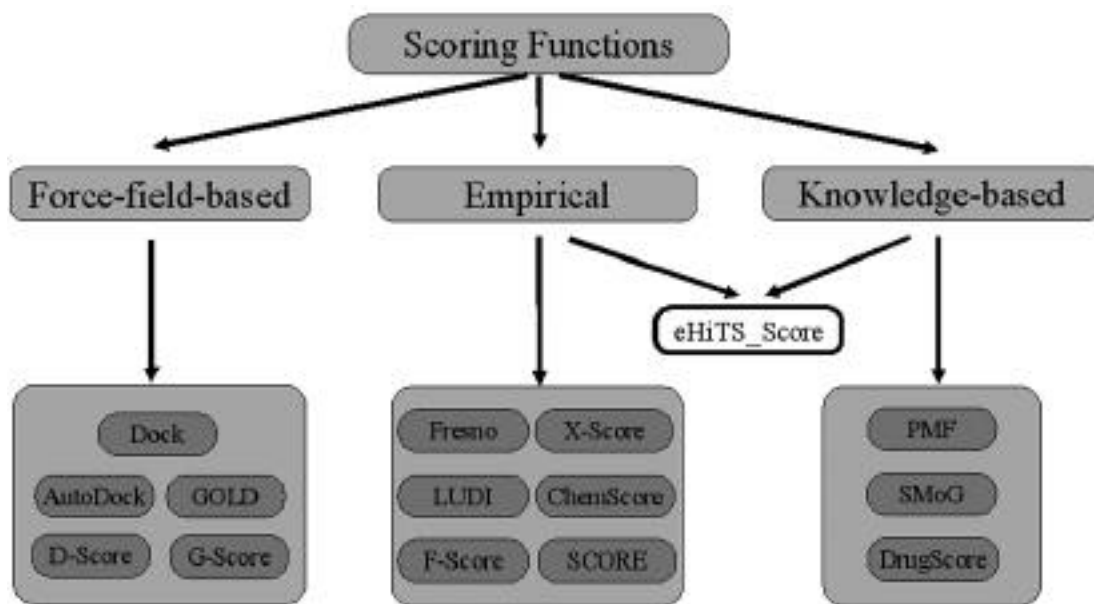 Scoring Functions
Force-field-based
Empirical
Knowledge-based
eHiTS_Score
Dock
AutoDock
GOLD
D-Score
G-Score
Fresno
X-Score
LUDI
ChemScore
F-Score
SCORE
PMF
SMoG
DrugScore